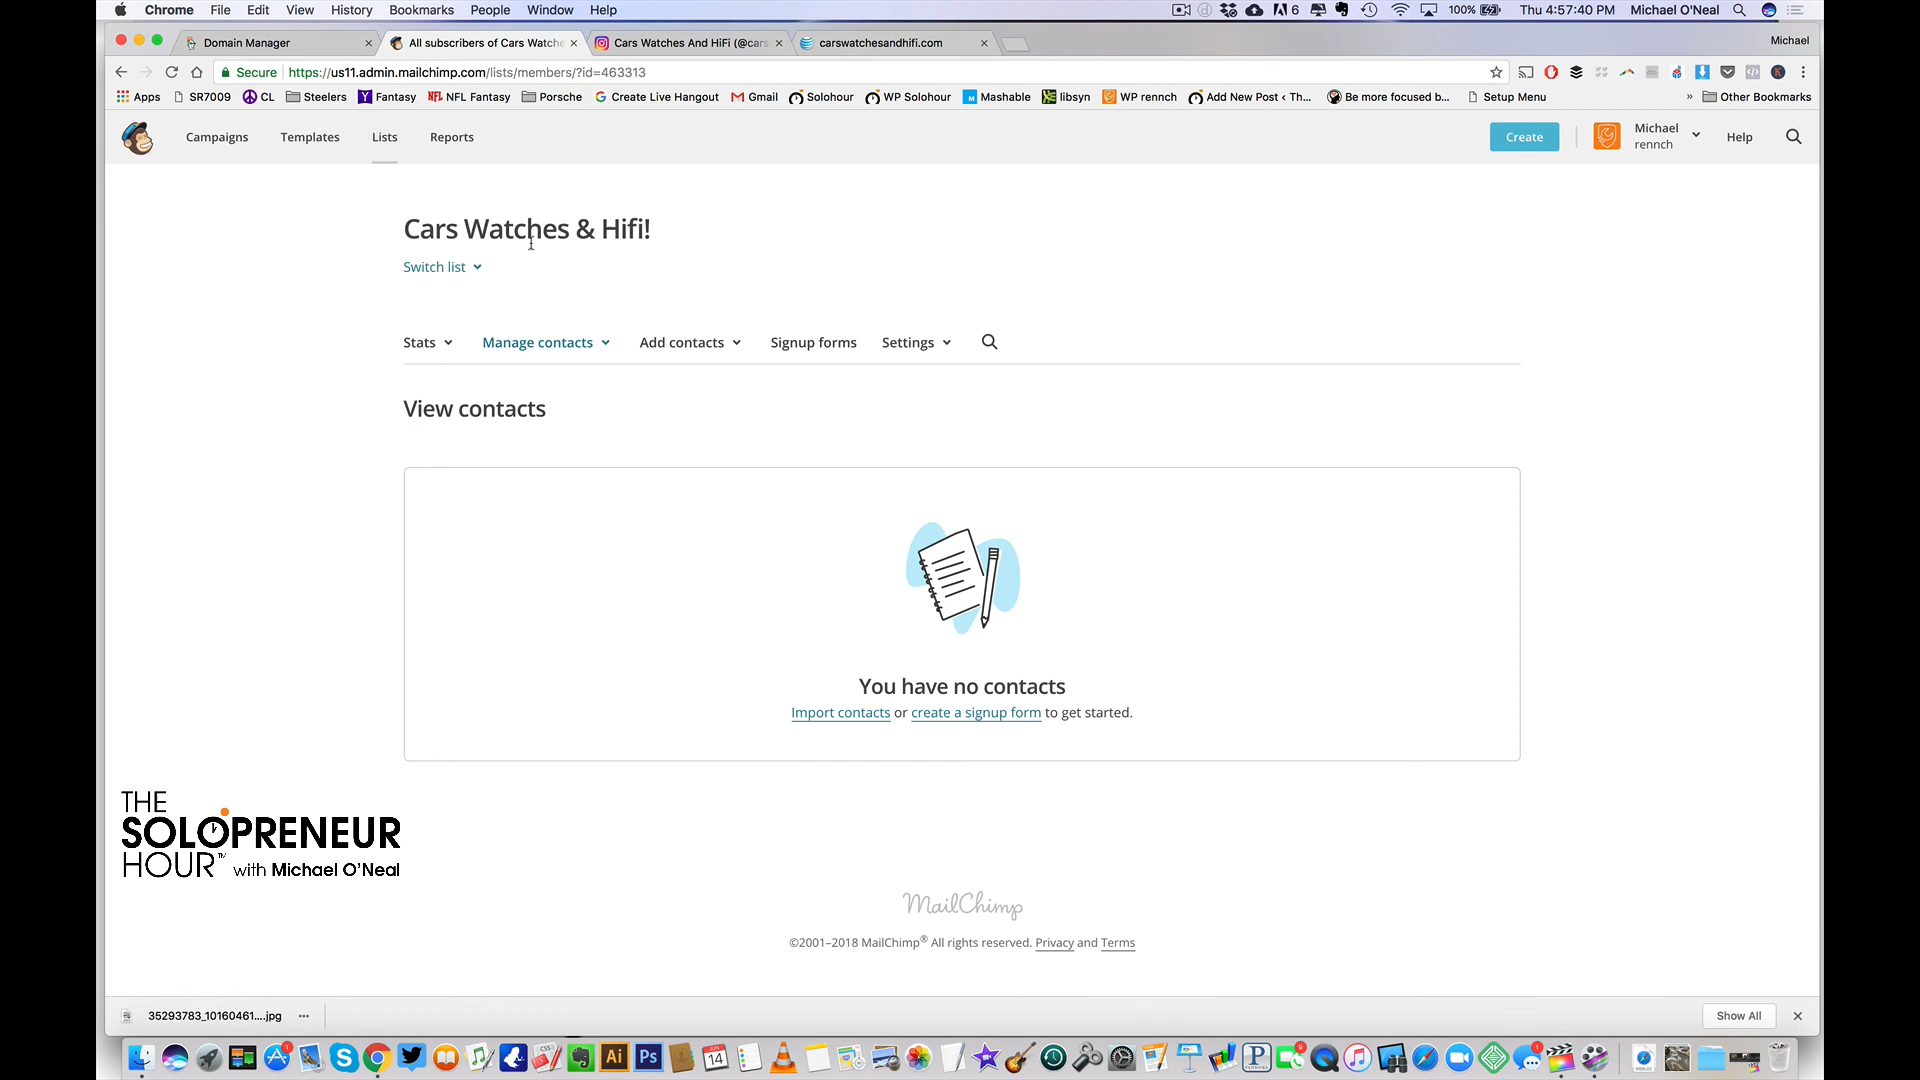 Chrome File Edit View History Bookmarks People Window Help
6 100% Thu 4:57:40 PM Michael O'Neal
Domain Manager
All subscribers of Cars Watche
Cars Watches And HiFi (@cars
carswatchesandhifi.com
Michael
Secure https://us11.admin.mailchimp.com/lists/members/?id=463313
Apps SR7009 CL Steelers Fantasy NFL Fantasy Porsche Create Live Hangout Gmail Solohour WP Solohour Mashable libsyn WP rennch Add New Post ‹ Th... Be more focused b... Setup Menu » Other Bookmarks
Campaigns Templates Lists Reports
Create
Michael
rennch
Help
Cars Watches & Hifi!
Switch list
Stats Manage contacts Add contacts Signup forms Settings
View contacts
You have no contacts
Import contacts or create a signup form to get started.
THE
SOLOPRENEUR
HOUR™ with Michael O'Neal
MailChimp
©2001–2018 MailChimp® All rights reserved. Privacy and Terms
35293783_10160461....jpg
Show All
JUN
14